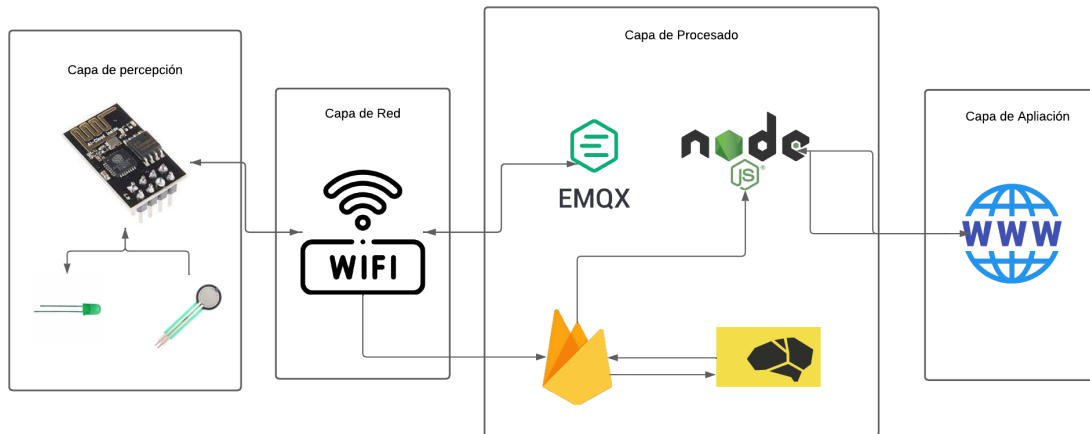 Capa de percepción
Capa de Red
WIFI
Capa de Procesado
EMQX
node
JS
Capa de Apliación
WWW